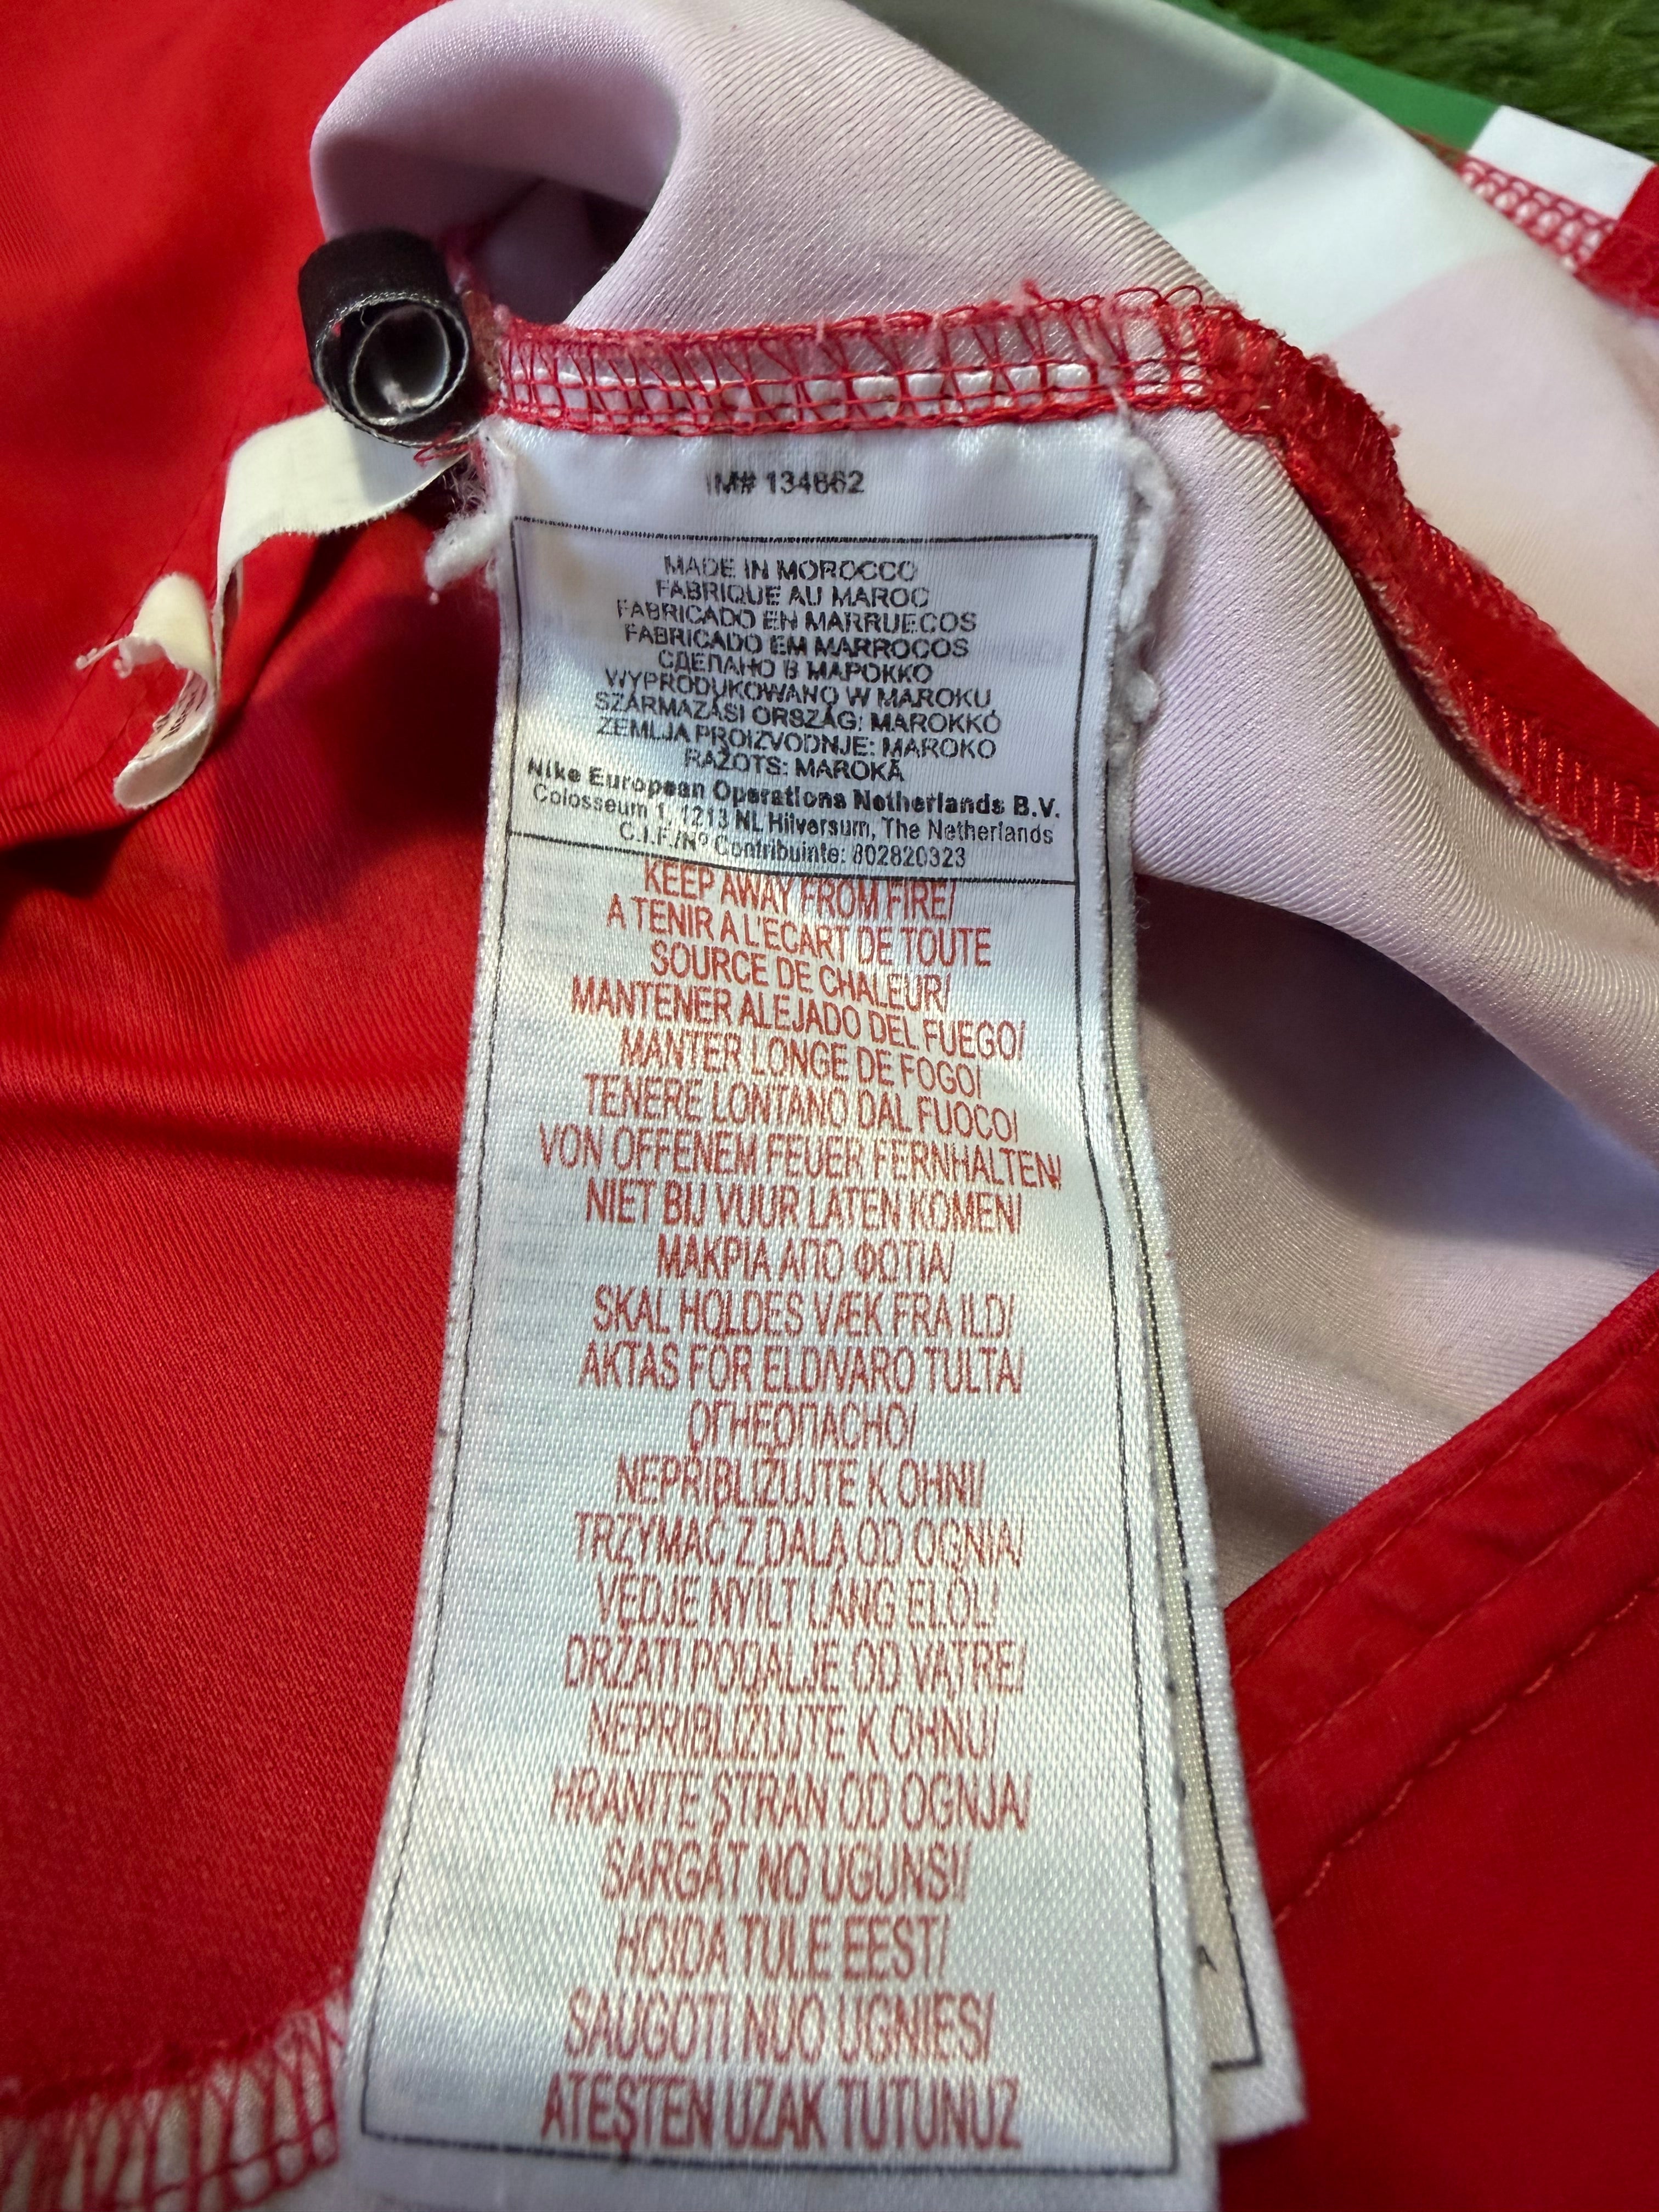 IM# 134662
MADE IN MOROCCO
FABRIQUE AU MAROC
FABRICADO EN MARRUECOS
FABRICADO EM MARROCOS
СДЕЛАНО В МАРОККО
WYPRODUKOWANO W MAROKU
SZÁRMAZÁSI ORSZÁG: MAROKKÓ
ZEMLJA PROIZVODNJE: MAROKO
RAŽOTS: MAROKĀ
Nike European Operations Netherlands B.V.
Colosseum 1, 1213 NL Hilversum, The Netherlands
C.I.F./Nº Contribuinte: 802820323
KEEP AWAY FROM FIRE/
A TENIR A L'ECART DE TOUTE
SOURCE DE CHALEUR/
MANTENER ALEJADO DEL FUEGO/
MANTER LONGE DE FOGO/
TENERE LONTANO DAL FUOCO/
VON OFFENEM FEUER FERNHALTEN/
NIET BIJ VUUR LATEN KOMEN/
ΜΑΚΡΙΑ ΑΠΟ ΦΩΤΙΑ/
SKAL HOLDES VÆK FRA ILD/
AKTAS FÖR ELD/VARO TULTA/
ОГНЕОПАСНО/
NEPRIBLIŽUJTE K OHNI/
TRZYMAĆ Z DALA OD OGNIA/
VEDJE NYILT LÁNG ELÖL/
DRŽATI PODALJE OD VATRE/
NEPRIBLIŽUJTE K OHNU/
HRANITE STRAN OD OGNJA/
SARGĀT NO UGUNS!/
HOIDA TULE EEST/
SAUGOTI NUO UGNIES/
ATEŞTEN UZAK TUTUNUZ